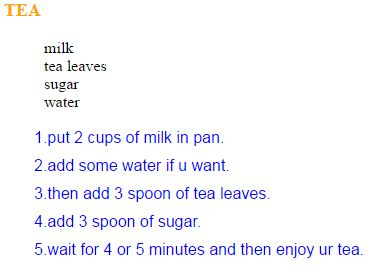 TEA
milk
tea leaves
sugar
water
1.put 2 cups of milk in pan.
2.add some water if u want.
3.then add 3 spoon of tea leaves.
4.add 3 spoon of sugar.
5.wait for 4 or 5 minutes and then enjoy ur tea.